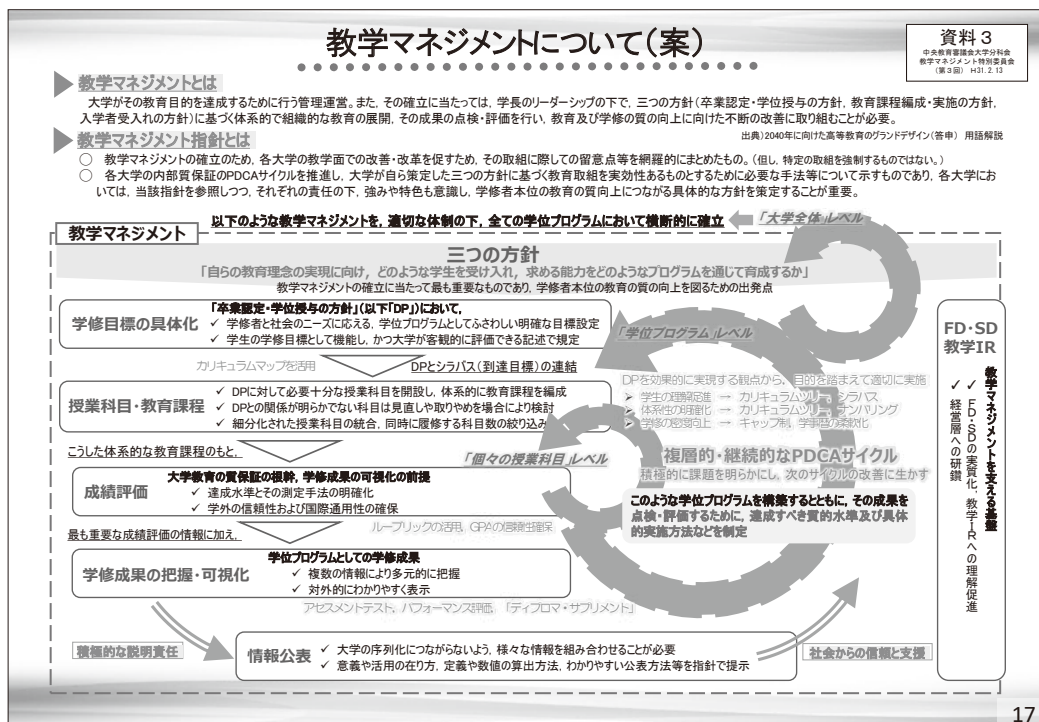 教学マネジメントについて(案)
資料３
中央教育審議会大学分科会
教学マネジメント特別委員会
(第３回) H31.2.13
教学マネジメントとは
大学がその教育目的を達成するために行う管理運営。また、その確立に当たっては、学長のリーダーシップの下で、三つの方針(卒業認定・学位授与の方針、教育課程編成・実施の方針、
入学者受入れの方針)に基づく体系的で組織的な教育の展開、その成果の点検・評価を行い、教育及び学修の質の向上に向けた不断の改善に取り組むことが必要。
教学マネジメント指針とは
出典)2040年に向けた高等教育のグランドデザイン(答申) 用語解説
○ 教学マネジメントの確立のため、各大学の教学面での改善・改革を促すため、その取組に際しての留意点等を網羅的にまとめたもの。(但し、特定の取組を強制するものではない。)
○ 各大学の内部質保証のPDCAサイクルを推進し、大学が自ら策定した三つの方針に基づく教育取組を実効性あるものとするために必要な手法等について示すものであり、各大学にお
いては、当該指針を参照しつつ、それぞれの責任の下、強みや特色も意識し、学修者本位の教育の質向上につながる具体的な方針を策定することが重要。
以下のような教学マネジメントを、適切な体制の下、全ての学位プログラムにおいて横断的に確立
「大学全体」レベル
教学マネジメント
三つの方針
「自らの教育理念の実現に向け、どのような学生を受け入れ、求める能力をどのようなプログラムを通じて育成するか」
教学マネジメントの確立に当たって最も重要なものであり、学修者本位の教育の質の向上を図るための出発点
学修目標の具体化
「卒業認定・学位授与の方針」(以下「DP」)において、
✓ 学修者と社会のニーズに応える、学位プログラムとしてふさわしい明確な目標設定
✓ 学生の学修目標として機能し、かつ大学が客観的に評価できる記述で規定
「学位プログラム」レベル
カリキュラムマップを活用
DPとシラバス(到達目標)の連結
授業科目・教育課程
✓ DPに対して必要十分な授業科目を開設し、体系的に教育課程を編成
✓ DPとの関係が明らかでない科目は見直しや取りやめを場合により検討
✓ 細分化された授業科目の統合、同時に履修する科目数の絞り込み
DPを効果的に実現する観点から、目的を踏まえて適切に実施
➢ 学生の理解促進 → カリキュラムツリー、シラバス
➢ 体系性の明確化 → カリキュラムツリー、ナンバリング
➢ 学修の密度向上 → キャップ制、学事暦の柔軟化
こうした体系的な教育課程のもと、
「個々の授業科目」レベル
複層的・継続的なPDCAサイクル
積極的に課題を明らかにし、次のサイクルの改善に生かす
成績評価
大学教育の質保証の根幹、学修成果の可視化の前提
✓ 達成水準とその測定手法の明確化
✓ 学外の信頼性および国際通用性の確保
このような学位プログラムを構築するとともに、その成果を
点検・評価するために、達成すべき質的水準及び具体
的実施方法などを制定
ルーブリックの活用、GPAの信頼性確保
最も重要な成績評価の情報に加え、
学修成果の把握・可視化
学位プログラムとしての学修成果
✓ 複数の情報により多元的に把握
✓ 対外的にわかりやすく表示
アセスメントテスト、パフォーマンス評価、「ディプロマ・サプリメント」
積極的な説明責任
情報公表
✓ 大学の序列化につながらないよう、様々な情報を組み合わせることが必要
✓ 意義や活用の在り方、定義や数値の算出方法、わかりやすい公表方法等を指針で提示
社会からの信頼と支援
FD・SD
教学IR
教学マネジメントを支える基盤
✓ FD・SDの実質化、教学ＩＲへの理解促進
✓ 経営層への研鑽
17